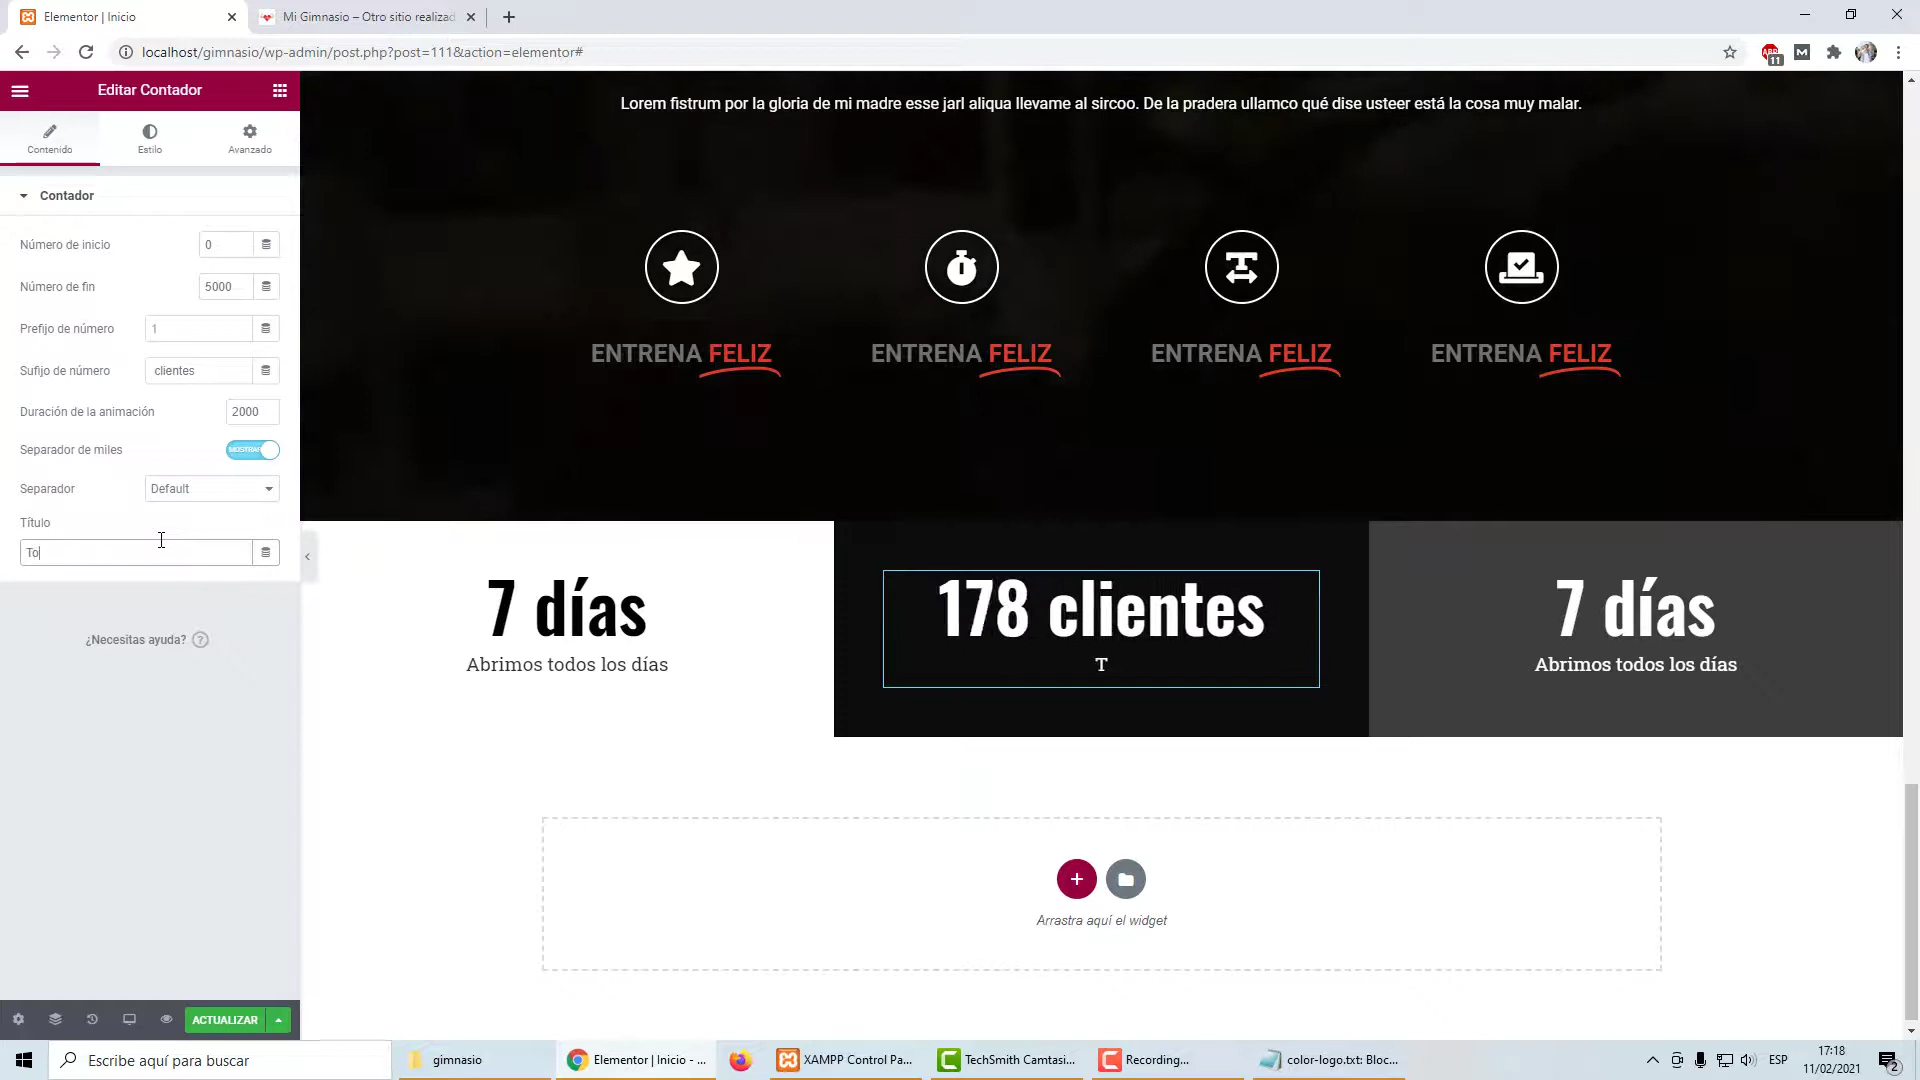 Elementor | Inicio
Mi Gimnasio – Otro sitio realizad
localhost/gimnasio/wp-admin/post.php?post=111&action=elementor#
ABP
11
M
Editar Contador
Contenido
Estilo
Avanzado
Contador
Número de inicio
0
Número de fin
5000
Prefijo de número
1
Sufijo de número
clientes
Duración de la animación
2000
Separador de miles
MOSTRAR
Separador
Default
Título
To
¿Necesitas ayuda? ?
ACTUALIZAR
Lorem fistrum por la gloria de mi madre esse jarl aliqua llevame al sircoo. De la pradera ullamco qué dise usteer está la cosa muy malar.
ENTRENA FELIZ
ENTRENA FELIZ
ENTRENA FELIZ
ENTRENA FELIZ
7 días
Abrimos todos los días
178 clientes
T
7 días
Abrimos todos los días
Arrastra aquí el widget
Escribe aquí para buscar
gimnasio
Elementor | Inicio - ...
XAMPP Control Pa...
TechSmith Camtasi...
Recording...
color-logo.txt: Bloc...
ESP
17:18
11/02/2021
2